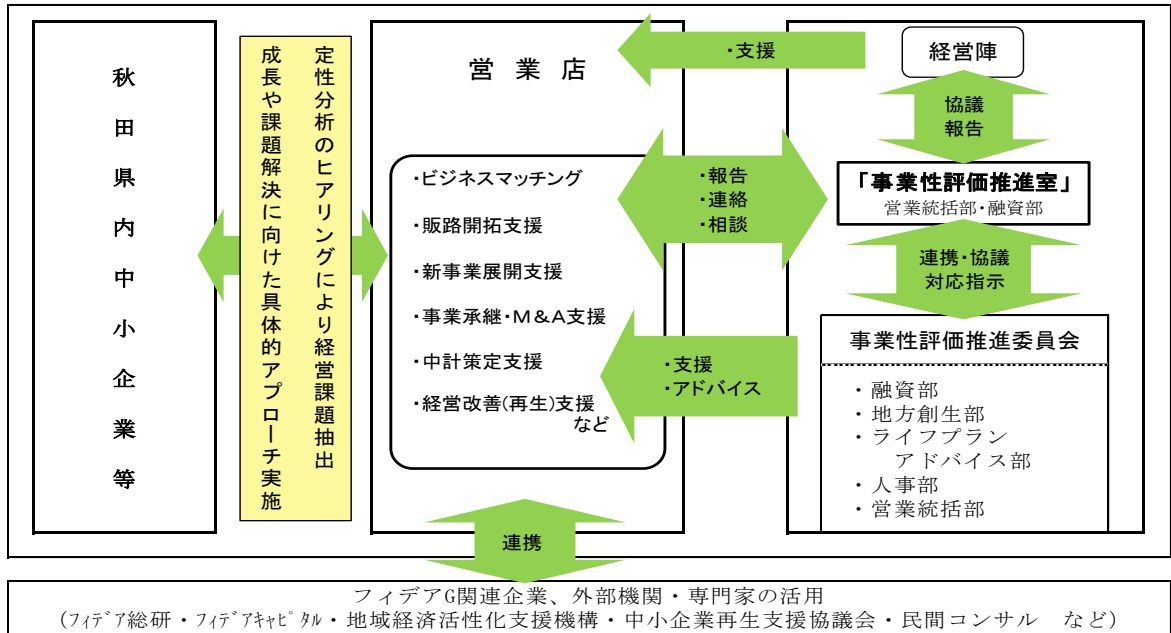 秋田県内中小企業等
定性分析のヒアリングにより経営課題抽出
成長や課題解決に向けた具体的アプローチ実施
営業店
・ビジネスマッチング
・販路開拓支援
・新事業展開支援
・事業承継・M&A支援
・中計策定支援
・経営改善(再生)支援
など
・支援
・報告
・連絡
・相談
・支援
・アドバイス
経営陣
協議
報告
「事業性評価推進室」
営業統括部・融資部
連携・協議
対応指示
事業性評価推進委員会
・融資部
・地方創生部
・ライフプラン
アドバイス部
・人事部
・営業統括部
連携
フィデアG関連企業、外部機関・専門家の活用
(フィデア総研・フィデアキャピタル・地域経済活性化支援機構・中小企業再生支援協議会・民間コンサル など)